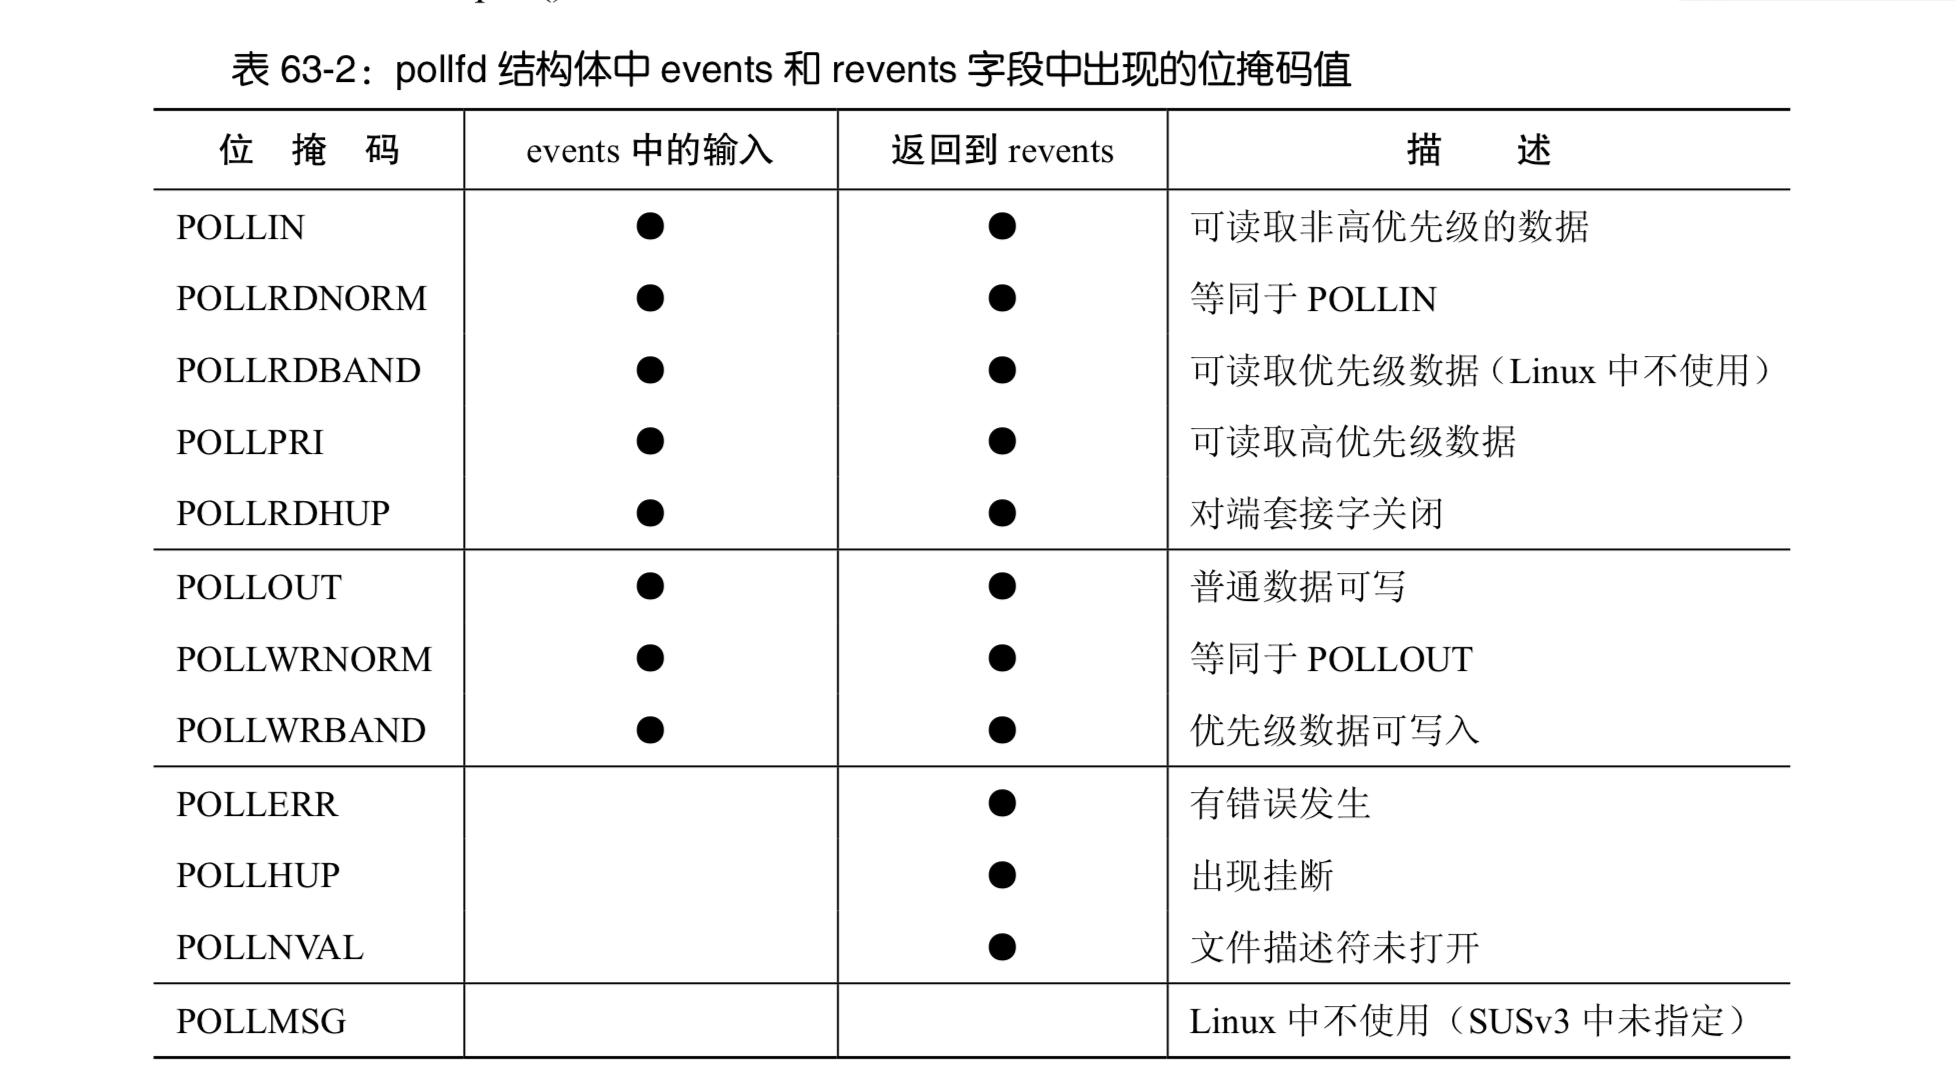 表 63-2：pollfd 结构体中 events 和 revents 字段中出现的位掩码值
位 掩 码 events 中的输入 返回到 revents 描 述
POLLIN ● ● 可读取非高优先级的数据
POLLRDNORM ● ● 等同于 POLLIN
POLLRDBAND ● ● 可读取优先级数据（Linux 中不使用）
POLLPRI ● ● 可读取高优先级数据
POLLRDHUP ● ● 对端套接字关闭
POLLOUT ● ● 普通数据可写
POLLWRNORM ● ● 等同于 POLLOUT
POLLWRBAND ● ● 优先级数据可写入
POLLERR ● 有错误发生
POLLHUP ● 出现挂断
POLLNVAL ● 文件描述符未打开
POLLMSG Linux 中不使用（SUSv3 中未指定）